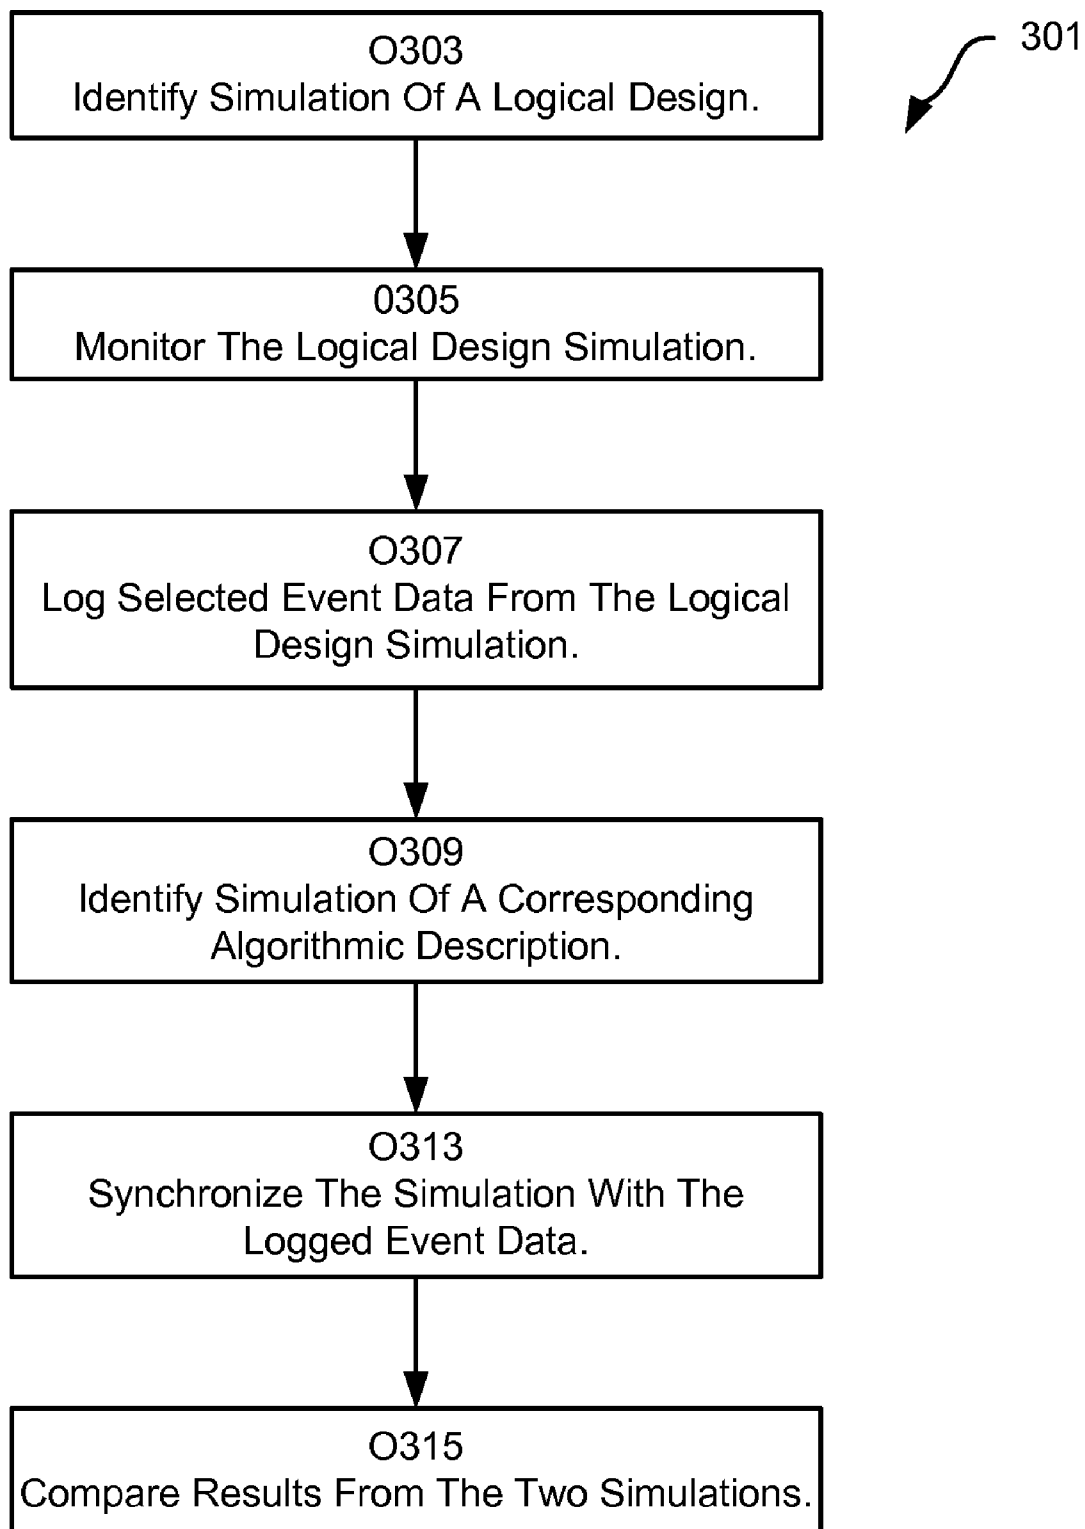 O303
Identify Simulation Of A Logical Design.
301
0305
Monitor The Logical Design Simulation.
O307
Log Selected Event Data From The Logical
Design Simulation.
O309
Identify Simulation Of A Corresponding
Algorithmic Description.
O313
Synchronize The Simulation With The
Logged Event Data.
O315
Compare Results From The Two Simulations.